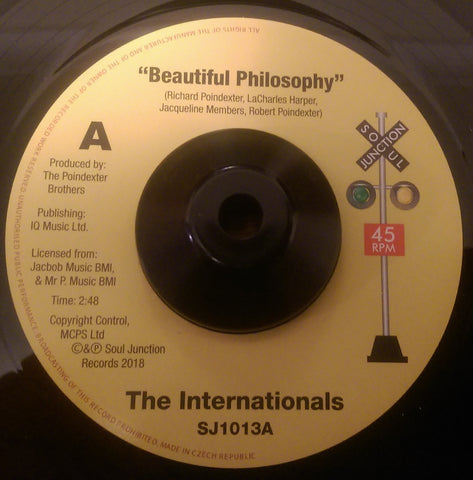 "Beautiful Philosophy"
(Richard Poindexter, LaCharles Harper,
Jacqueline Members, Robert Poindexter)
A
Produced by:
The Poindexter
Brothers
Publishing:
IQ Music Ltd.
Licensed from:
Jacbob Music BMI,
& Mr P. Music BMI
Time: 2:48
Copyright Control,
MCPS Ltd
©&℗ Soul Junction
Records 2018
SOUL
JUNCTION
45
RPM
The Internationals
SJ1013A
ALL RIGHTS OF THE MANUFACTURER AND OF THE OWNER OF THE RECORDED WORK RESERVED UNAUTHORISED PUBLIC PERFORMANCE BROADCASTING OF THIS RECORD PROHIBITED. MADE IN CZECH REPUBLIC